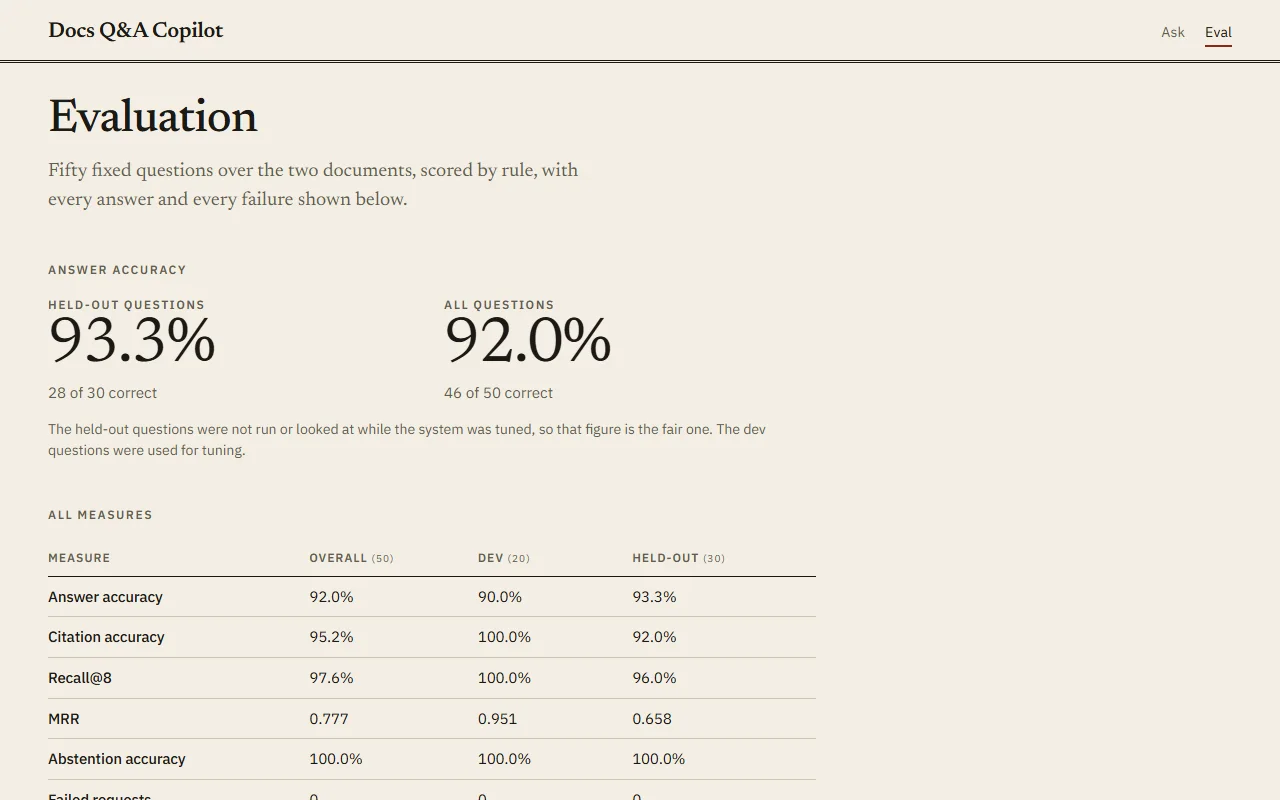 Docs Q&A Copilot
Ask Eval
Evaluation
Fifty fixed questions over the two documents, scored by rule, with
every answer and every failure shown below.
ANSWER ACCURACY
HELD-OUT QUESTIONS ALL QUESTIONS
93.3% 92.0%
28 of 30 correct 46 of 50 correct
The held-out questions were not run or looked at while the system was tuned, so that figure is the fair one. The dev
questions were used for tuning.
ALL MEASURES
MEASURE OVERALL (50) DEV (20) HELD-OUT (30)
Answer accuracy 92.0% 90.0% 93.3%
Citation accuracy 95.2% 100.0% 92.0%
Recall@8 97.6% 100.0% 96.0%
MRR 0.777 0.951 0.658
Abstention accuracy 100.0% 100.0% 100.0%
Failed requests 0 0 0